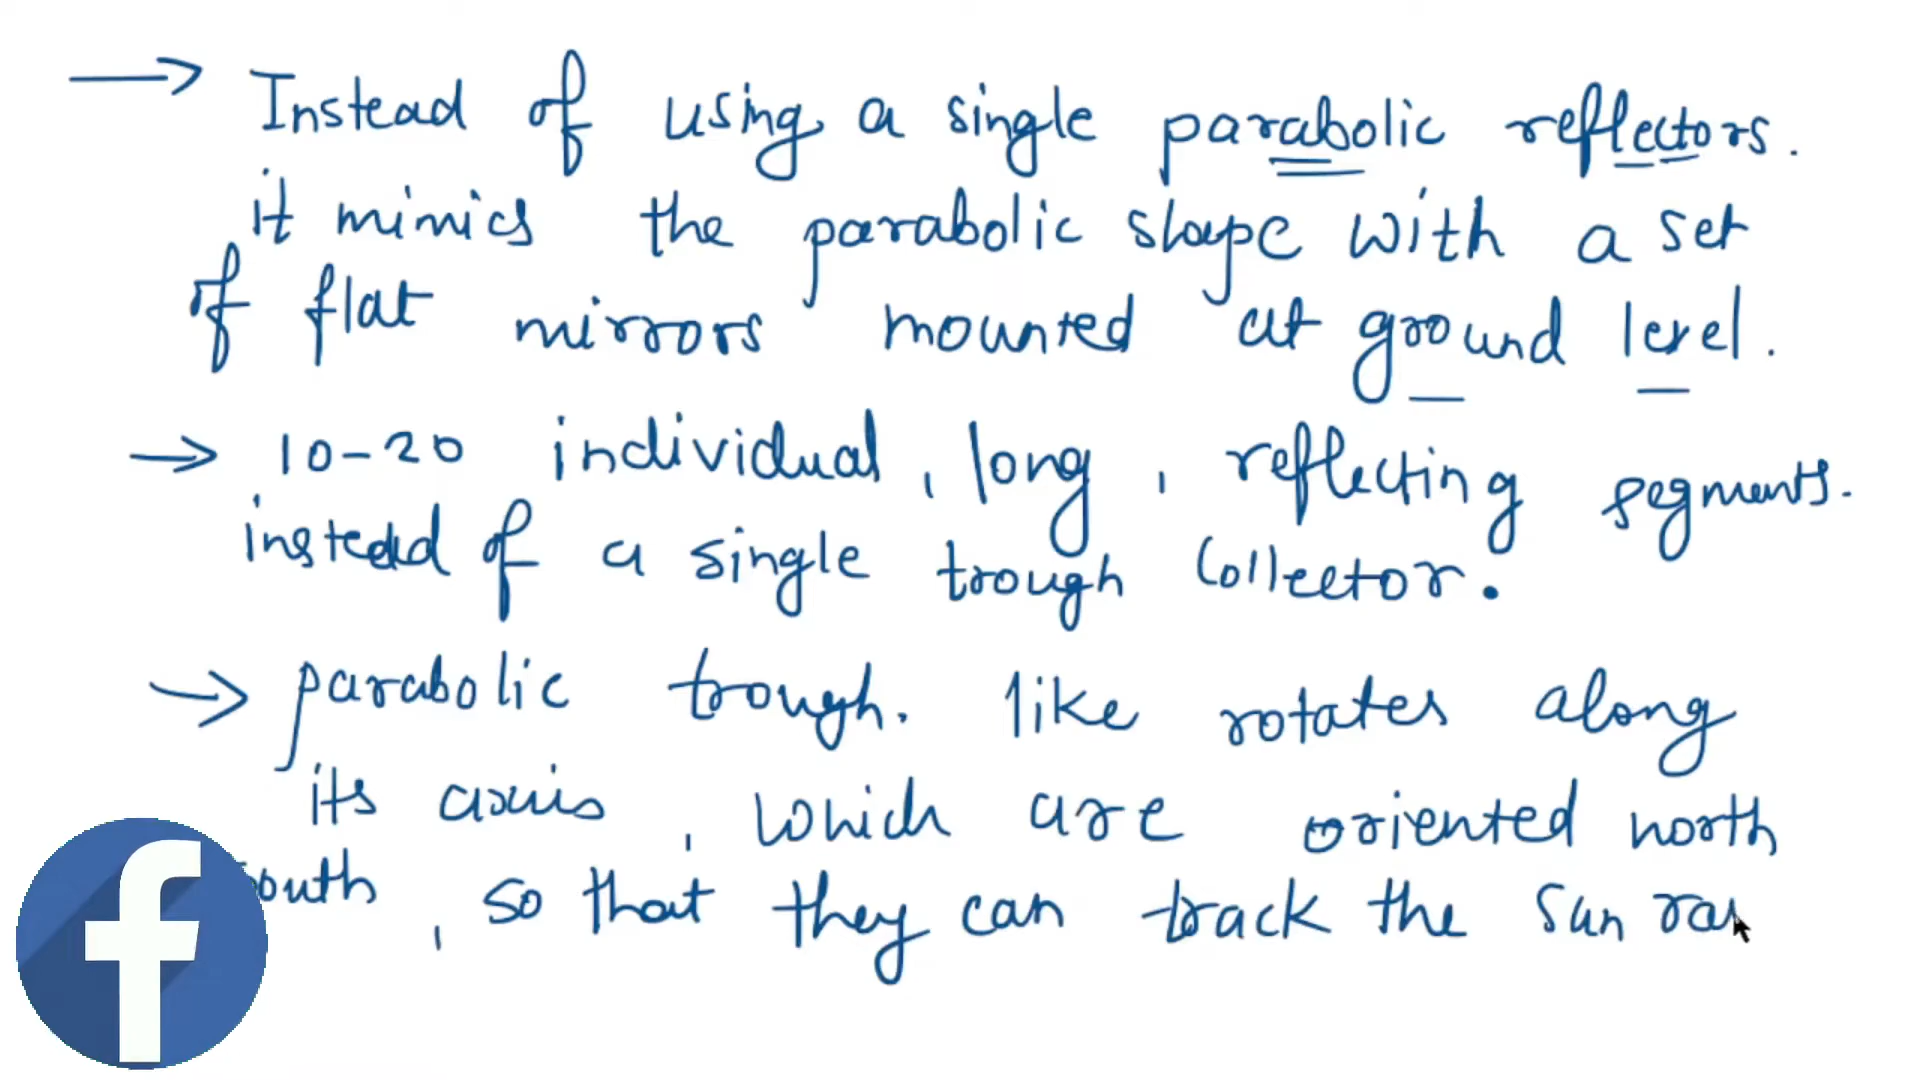 → Instead of using a single parabolic reflectors.
it mimics the parabolic shape with a set
of flat mirrors mounted at ground level.
→ 10-20 individual, long, reflecting segments.
instead of a single trough collector.
→ parabolic trough. like rotates along
its axis, which are oriented north
outh, so that they can track the sun ra